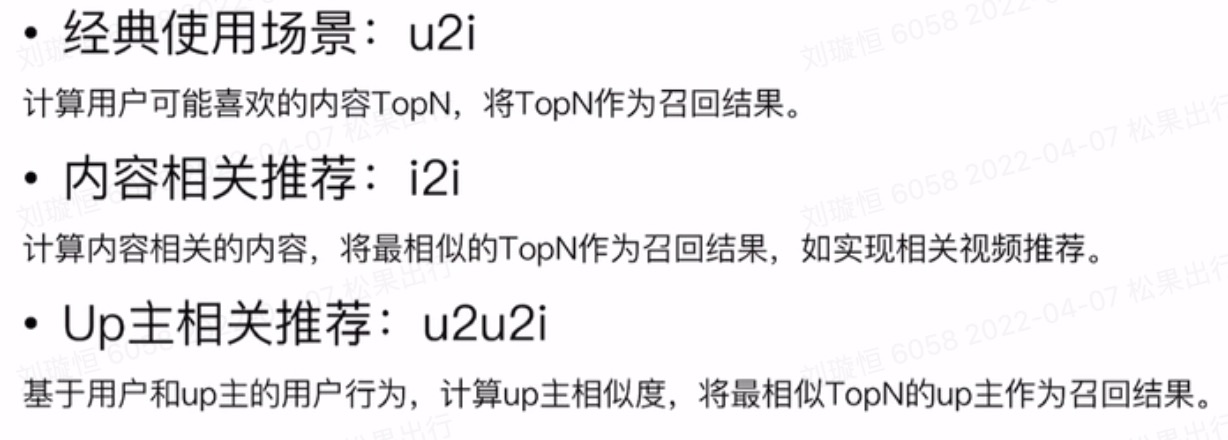 • 经典使用场景：u2i
计算用户可能喜欢的内容TopN，将TopN作为召回结果。
• 内容相关推荐：i2i
计算内容相关的内容，将最相似的TopN作为召回结果，如实现相关视频推荐。
• Up主相关推荐：u2u2i
基于用户和up主的用户行为，计算up主相似度，将最相似TopN的up主作为召回结果。
刘璇恒 6058 2022-04-07 松果出行